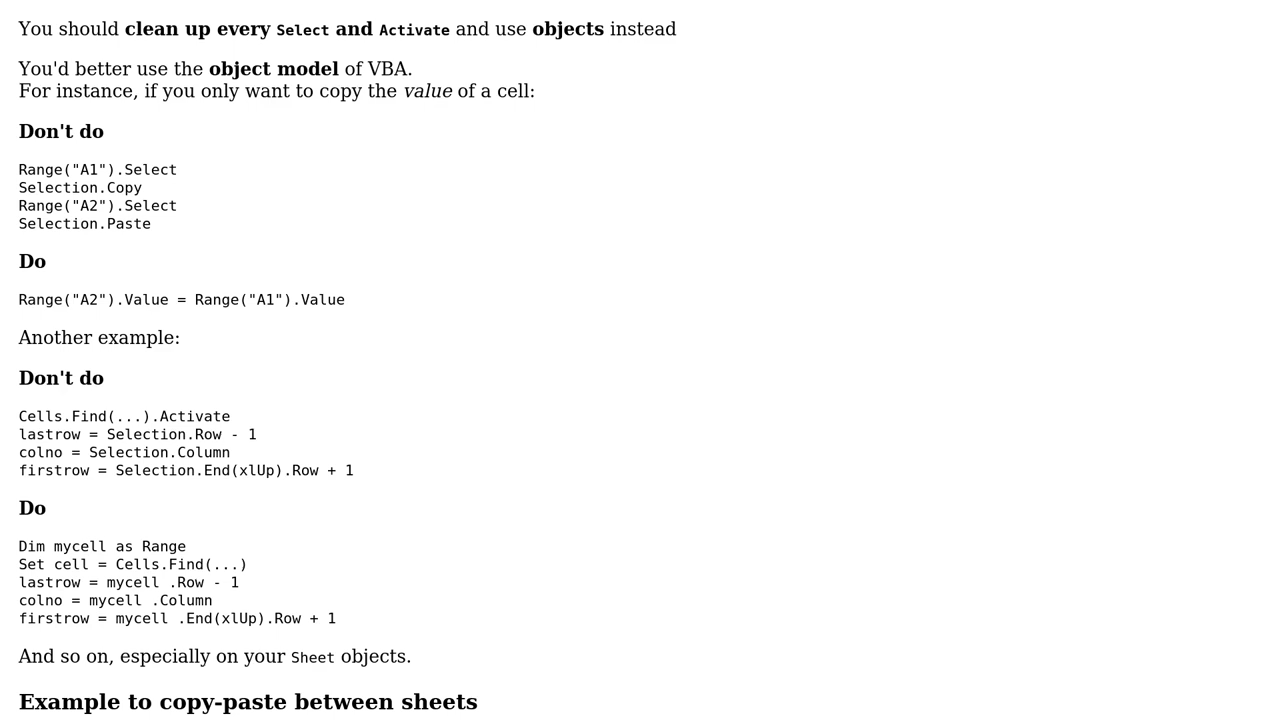 You should clean up every Select and Activate and use objects instead
You'd better use the object model of VBA.
For instance, if you only want to copy the value of a cell:
Don't do
Range("A1").Select
Selection.Copy
Range("A2").Select
Selection.Paste
Do
Range("A2").Value = Range("A1").Value
Another example:
Don't do
Cells.Find(...).Activate
lastrow = Selection.Row - 1
colno = Selection.Column
firstrow = Selection.End(xlUp).Row + 1
Do
Dim mycell as Range
Set cell = Cells.Find(...)
lastrow = mycell .Row - 1
colno = mycell .Column
firstrow = mycell .End(xlUp).Row + 1
And so on, especially on your Sheet objects.
Example to copy-paste between sheets